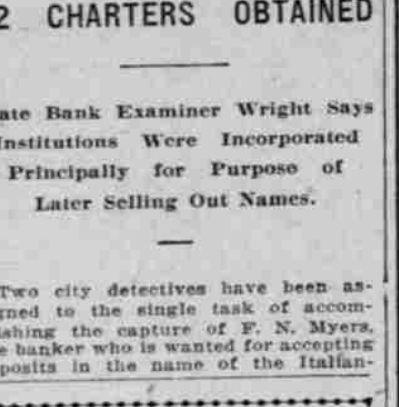 2 CHARTERS OBTAINED
ate Bank Examiner Wright Says
Institutions Were Incorporated
Principally for Purpose of
Later Selling Out Names.
Two city detectives have been as-
gned to the single task of accom-
ishing the capture of F. N. Myers,
e banker who is wanted for accepting
posits in the name of the Italian-